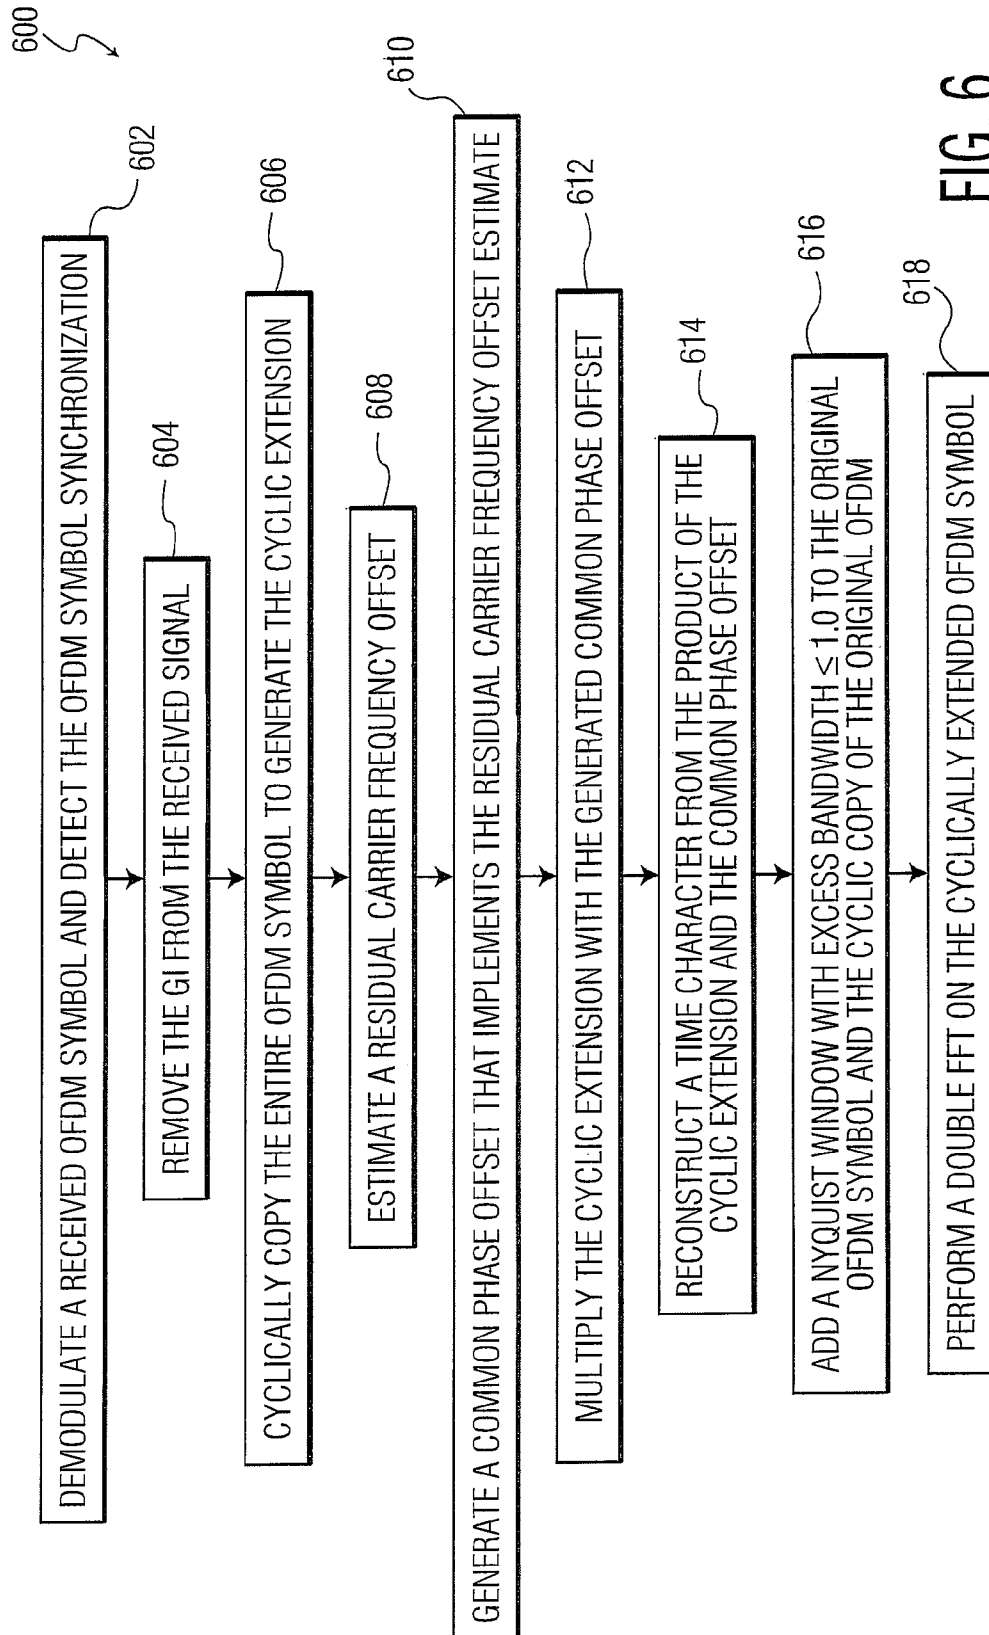 600
DEMODULATE A RECEIVED OFDM SYMBOL AND DETECT THE OFDM SYMBOL SYNCHRONIZATION
602
REMOVE THE GI FROM THE RECEIVED SIGNAL
604
CYCLICALLY COPY THE ENTIRE OFDM SYMBOL TO GENERATE THE CYCLIC EXTENSION
606
ESTIMATE A RESIDUAL CARRIER FREQUENCY OFFSET
608
GENERATE A COMMON PHASE OFFSET THAT IMPLEMENTS THE RESIDUAL CARRIER FREQUENCY OFFSET ESTIMATE
610
MULTIPLY THE CYCLIC EXTENSION WITH THE GENERATED COMMON PHASE OFFSET
612
RECONSTRUCT A TIME CHARACTER FROM THE PRODUCT OF THE
CYCLIC EXTENSION AND THE COMMON PHASE OFFSET
614
ADD A NYQUIST WINDOW WITH EXCESS BANDWIDTH ≤ 1.0 TO THE ORIGINAL
OFDM SYMBOL AND THE CYCLIC COPY OF THE ORIGINAL OFDM
616
PERFORM A DOUBLE FFT ON THE CYCLICALLY EXTENDED OFDM SYMBOL
618
FIG. 6